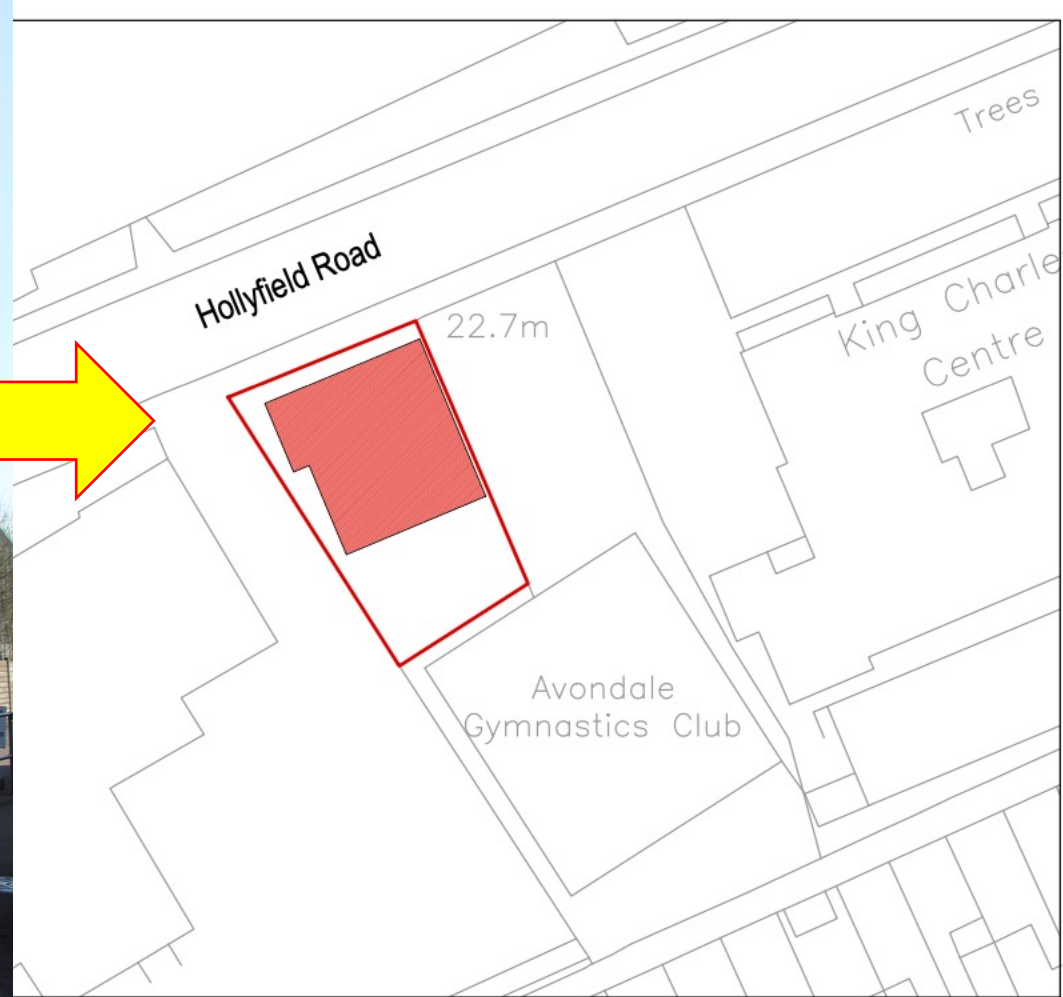 Trees
Hollyfield Road
22.7m
King Charle
Centre
Avondale
Gymnastics Club